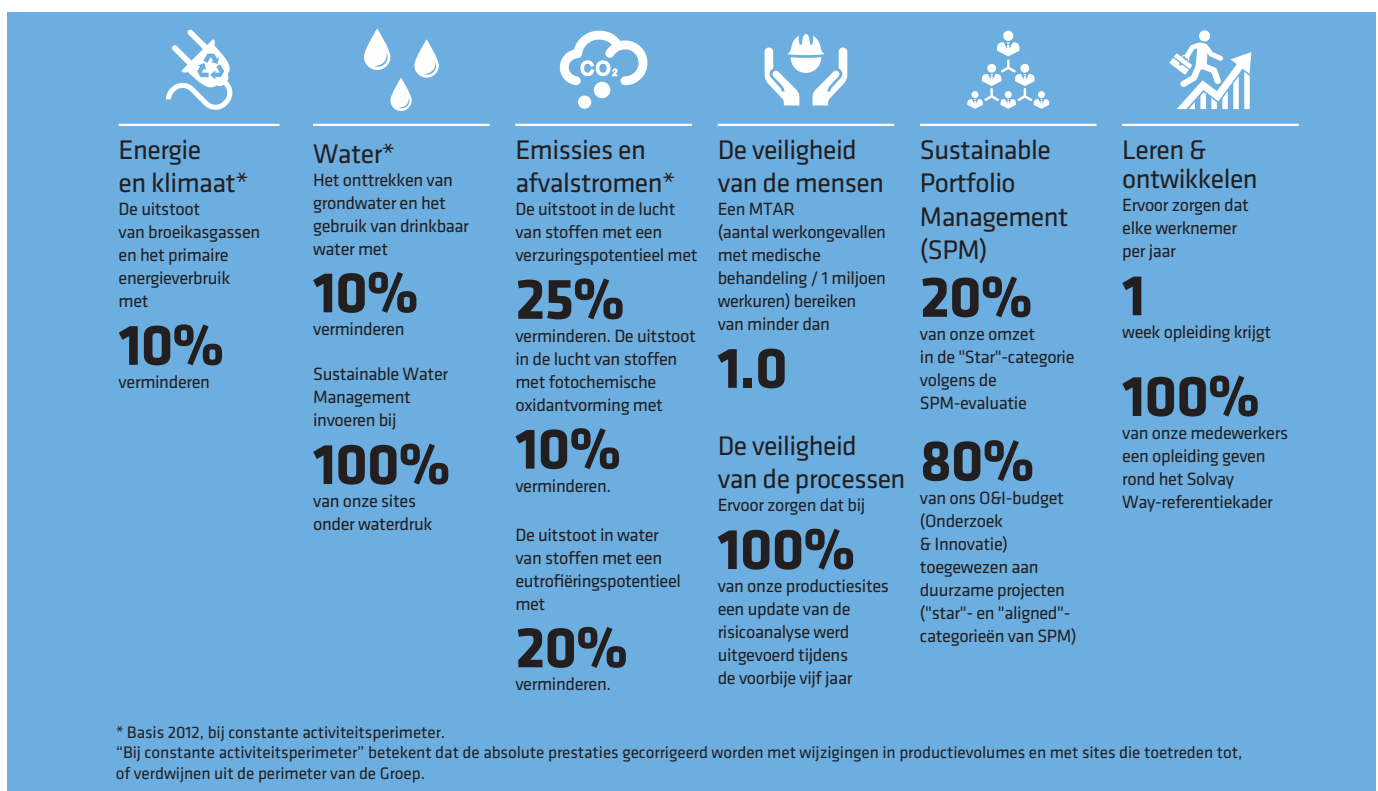 CO₂
Energie
en klimaat*
De uitstoot
van broeikasgassen
en het primaire
energieverbruik
met
10%
verminderen
Water*
Het onttrekken van
grondwater en het
gebruik van drinkbaar
water met
10%
verminderen
Sustainable Water
Management
invoeren bij
100%
van onze sites
onder waterdruk
Emissies en
afvalstromen*
De uitstoot in de lucht
van stoffen met een
verzuringspotentieel met
25%
verminderen. De uitstoot
in de lucht van stoffen
met fotochemische
oxidantvorming met
10%
verminderen.
De uitstoot in water
van stoffen met een
eutrofiëringspotentieel
met
20%
verminderen.
De veiligheid
van de mensen
Een MTAR
(aantal werkongevallen
met medische
behandeling / 1 miljoen
werkuren) bereiken
van minder dan
1.0
De veiligheid
van de processen
Ervoor zorgen dat bij
100%
van onze productiesites
een update van de
risicoanalyse werd
uitgevoerd tijdens
de voorbije vijf jaar
Sustainable
Portfolio
Management
(SPM)
20%
van onze omzet
in de "Star"-categorie
volgens de
SPM-evaluatie
80%
van ons O&I-budget
(Onderzoek
& Innovatie)
toegewezen aan
duurzame projecten
("star"- en "aligned"-
categorieën van SPM)
Leren &
ontwikkelen
Ervoor zorgen dat
elke werknemer
per jaar
1
week opleiding krijgt
100%
van onze medewerkers
een opleiding geven
rond het Solvay
Way-referentiekader
* Basis 2012, bij constante activiteitsperimeter.
“Bij constante activiteitsperimeter” betekent dat de absolute prestaties gecorrigeerd worden met wijzigingen in productievolumes en met sites die toetreden tot,
of verdwijnen uit de perimeter van de Groep.